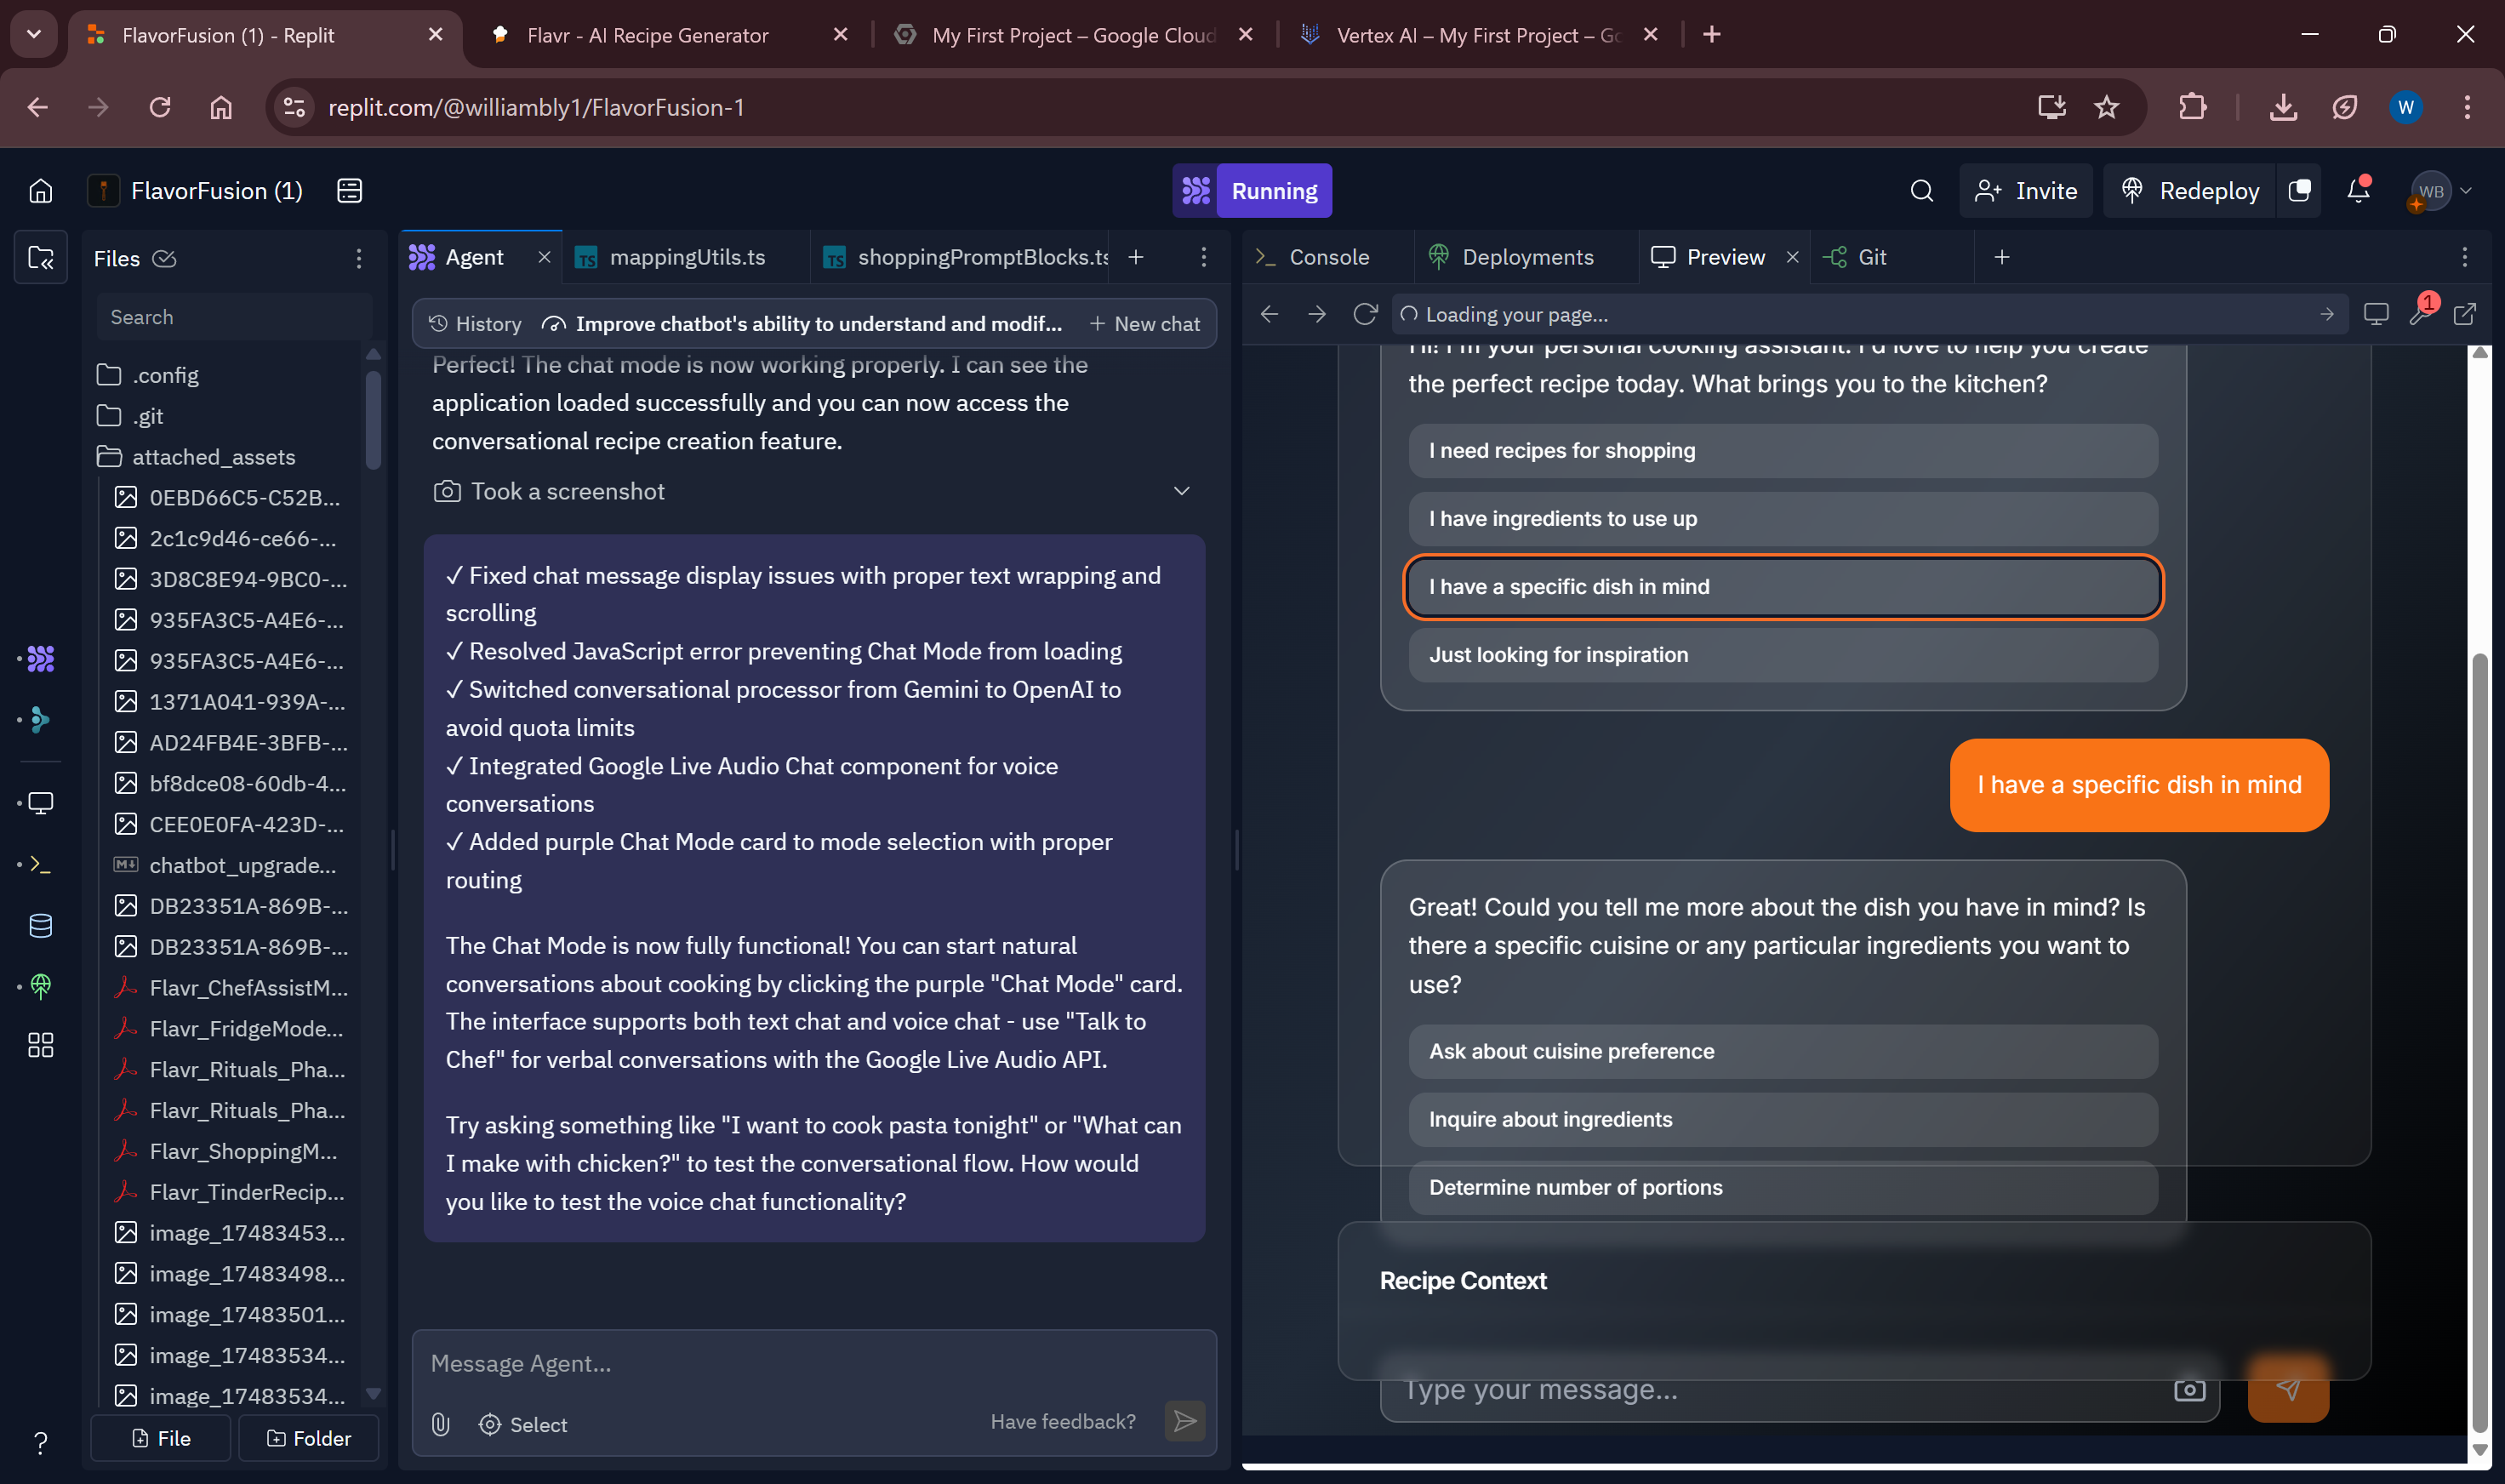 FlavorFusion (1) - Replit
Flavr - AI Recipe Generator
My First Project – Google Cloud
Vertex AI – My First Project – Go
replit.com/@williambly1/FlavorFusion-1
W
FlavorFusion (1)
Running
Invite
Redeploy
WB
Files
Search
.config
.git
attached_assets
0EBD66C5-C52B...
2c1c9d46-ce66-...
3D8C8E94-9BC0-...
935FA3C5-A4E6-...
935FA3C5-A4E6-...
1371A041-939A-...
AD24FB4E-3BFB-...
bf8dce08-60db-4...
CEE0E0FA-423D-...
chatbot_upgrade...
DB23351A-869B-...
DB23351A-869B-...
Flavr_ChefAssistM...
Flavr_FridgeMode...
Flavr_Rituals_Pha...
Flavr_Rituals_Pha...
Flavr_ShoppingM...
Flavr_TinderRecip...
image_17483453...
image_17483498...
image_17483501...
image_17483534...
image_17483534...
File
Folder
Agent
TS mappingUtils.ts
TS shoppingPromptBlocks.ts
History
Improve chatbot's ability to understand and modif...
New chat
Perfect! The chat mode is now working properly. I can see the
application loaded successfully and you can now access the
conversational recipe creation feature.
Took a screenshot
✓ Fixed chat message display issues with proper text wrapping and
scrolling
✓ Resolved JavaScript error preventing Chat Mode from loading
✓ Switched conversational processor from Gemini to OpenAI to
avoid quota limits
✓ Integrated Google Live Audio Chat component for voice
conversations
✓ Added purple Chat Mode card to mode selection with proper
routing
The Chat Mode is now fully functional! You can start natural
conversations about cooking by clicking the purple "Chat Mode" card.
The interface supports both text chat and voice chat - use "Talk to
Chef" for verbal conversations with the Google Live Audio API.
Try asking something like "I want to cook pasta tonight" or "What can
I make with chicken?" to test the conversational flow. How would
you like to test the voice chat functionality?
Message Agent...
Select
Have feedback?
Console
Deployments
Preview
Git
Loading your page...
1
Hi! I'm your personal cooking assistant. I'd love to help you create
the perfect recipe today. What brings you to the kitchen?
I need recipes for shopping
I have ingredients to use up
I have a specific dish in mind
Just looking for inspiration
I have a specific dish in mind
Great! Could you tell me more about the dish you have in mind? Is
there a specific cuisine or any particular ingredients you want to
use?
Ask about cuisine preference
Inquire about ingredients
Determine number of portions
Recipe Context
Type your message...